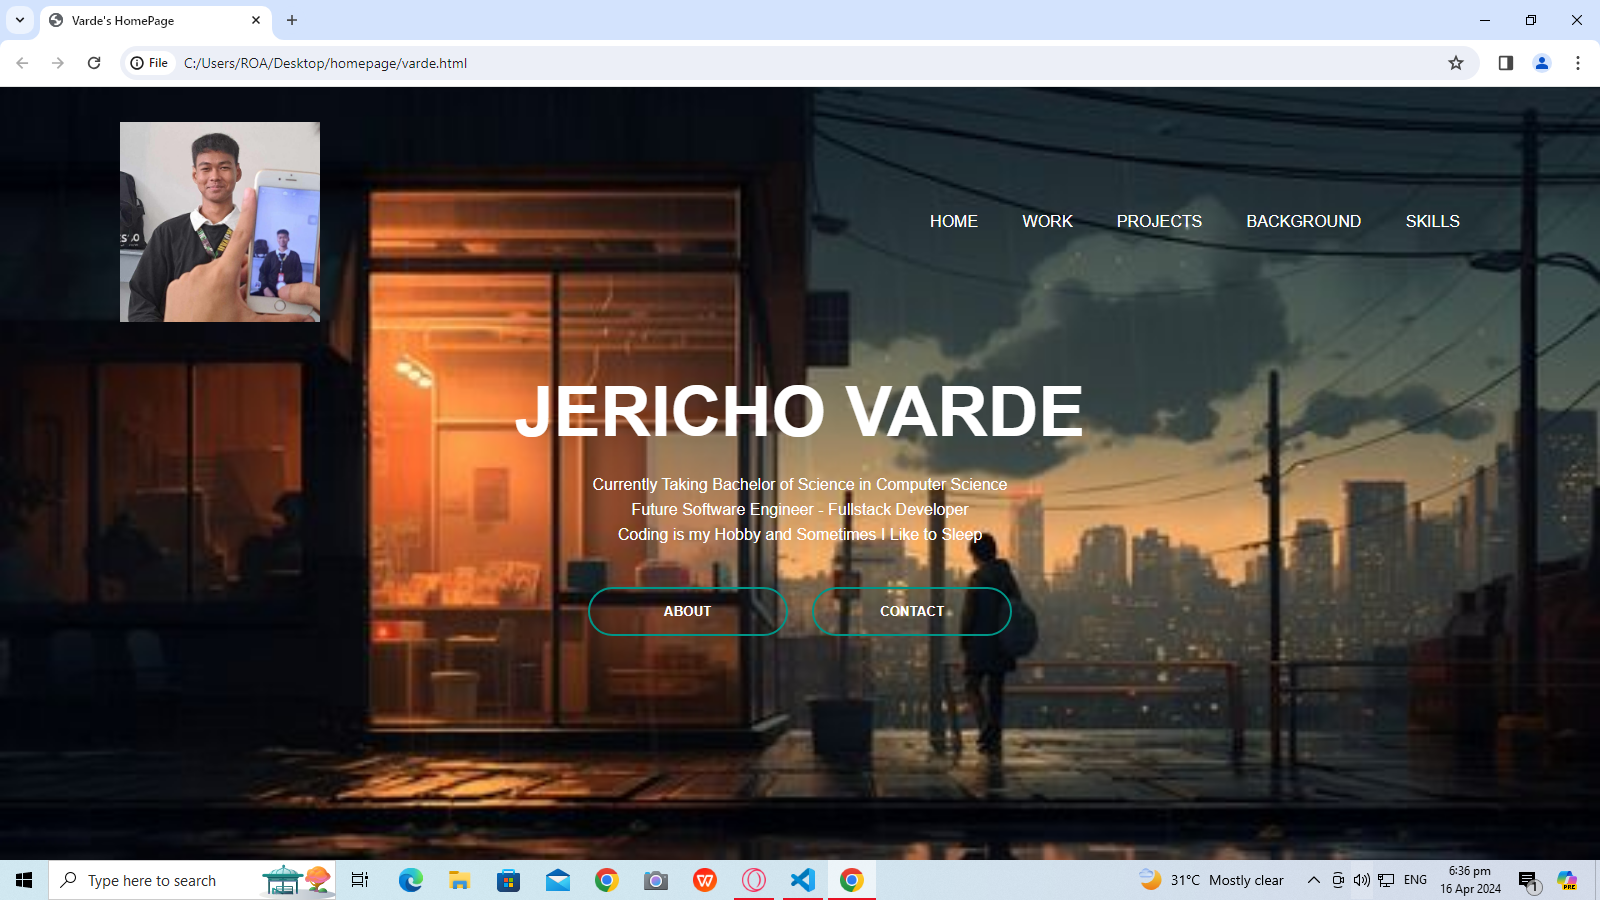 Varde's HomePage
File
C:/Users/ROA/Desktop/homepage/varde.html
HOME WORK PROJECTS BACKGROUND SKILLS
JERICHO VARDE
Currently Taking Bachelor of Science in Computer Science
Future Software Engineer - Fullstack Developer
Coding is my Hobby and Sometimes I Like to Sleep
ABOUT CONTACT
Type here to search
31°C Mostly clear
ENG
6:36 pm
16 Apr 2024
1
PRE